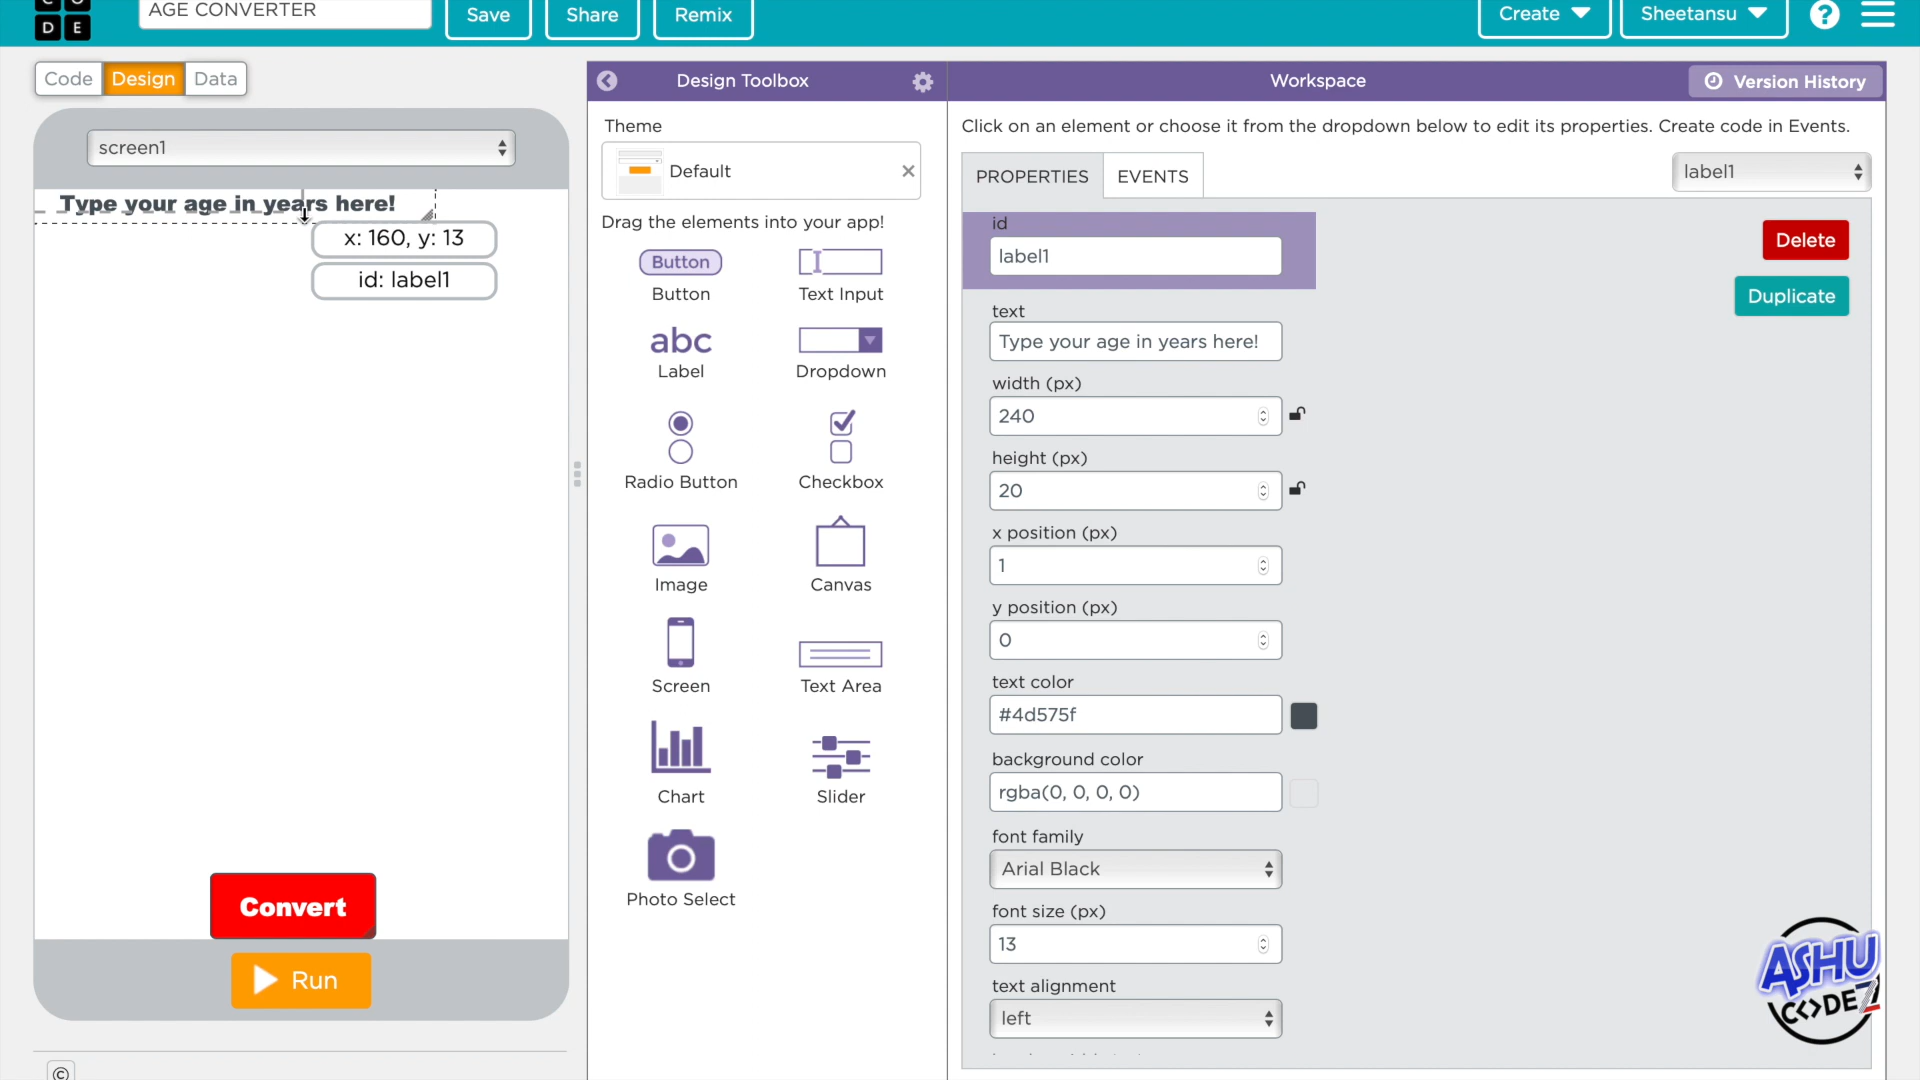 C O
D E
AGE CONVERTER
Save
Share
Remix
Create
Sheetansu
?
Code
Design
Data
screen1
Type your age in years here!
x: 160, y: 13
id: label1
Convert
Run
©
Design Toolbox
Theme
Default
Drag the elements into your app!
Button
Button
Text Input
abc
Label
Dropdown
Radio Button
Checkbox
Image
Canvas
Screen
Text Area
Chart
Slider
Photo Select
Workspace
Version History
Click on an element or choose it from the dropdown below to edit its properties. Create code in Events.
PROPERTIES
EVENTS
label1
id
label1
Delete
Duplicate
text
Type your age in years here!
width (px)
240
height (px)
20
x position (px)
1
y position (px)
0
text color
#4d575f
background color
rgba(0, 0, 0, 0)
font family
Arial Black
font size (px)
13
text alignment
left
ASHU
C<>DEZ